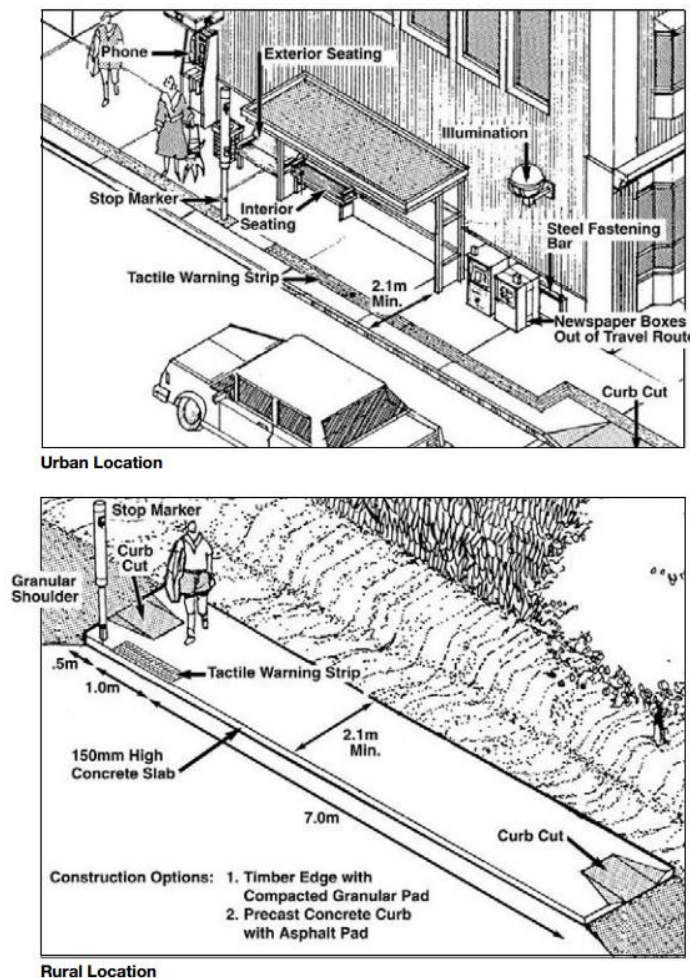 Phone
Exterior Seating
Illumination
Stop Marker
Interior
Seating
Steel Fastening
Bar
Tactile Warning Strip
2.1m
Min.
Newspaper Boxes
Out of Travel Route
Curb Cut
Urban Location
Stop Marker
Curb
Cut
Granular
Shoulder
.5m
1.0m
Tactile Warning Strip
2.1m
Min.
150mm High
Concrete Slab
7.0m
Curb Cut
Construction Options: 1. Timber Edge with
Compacted Granular Pad
2. Precast Concrete Curb
with Asphalt Pad
Rural Location